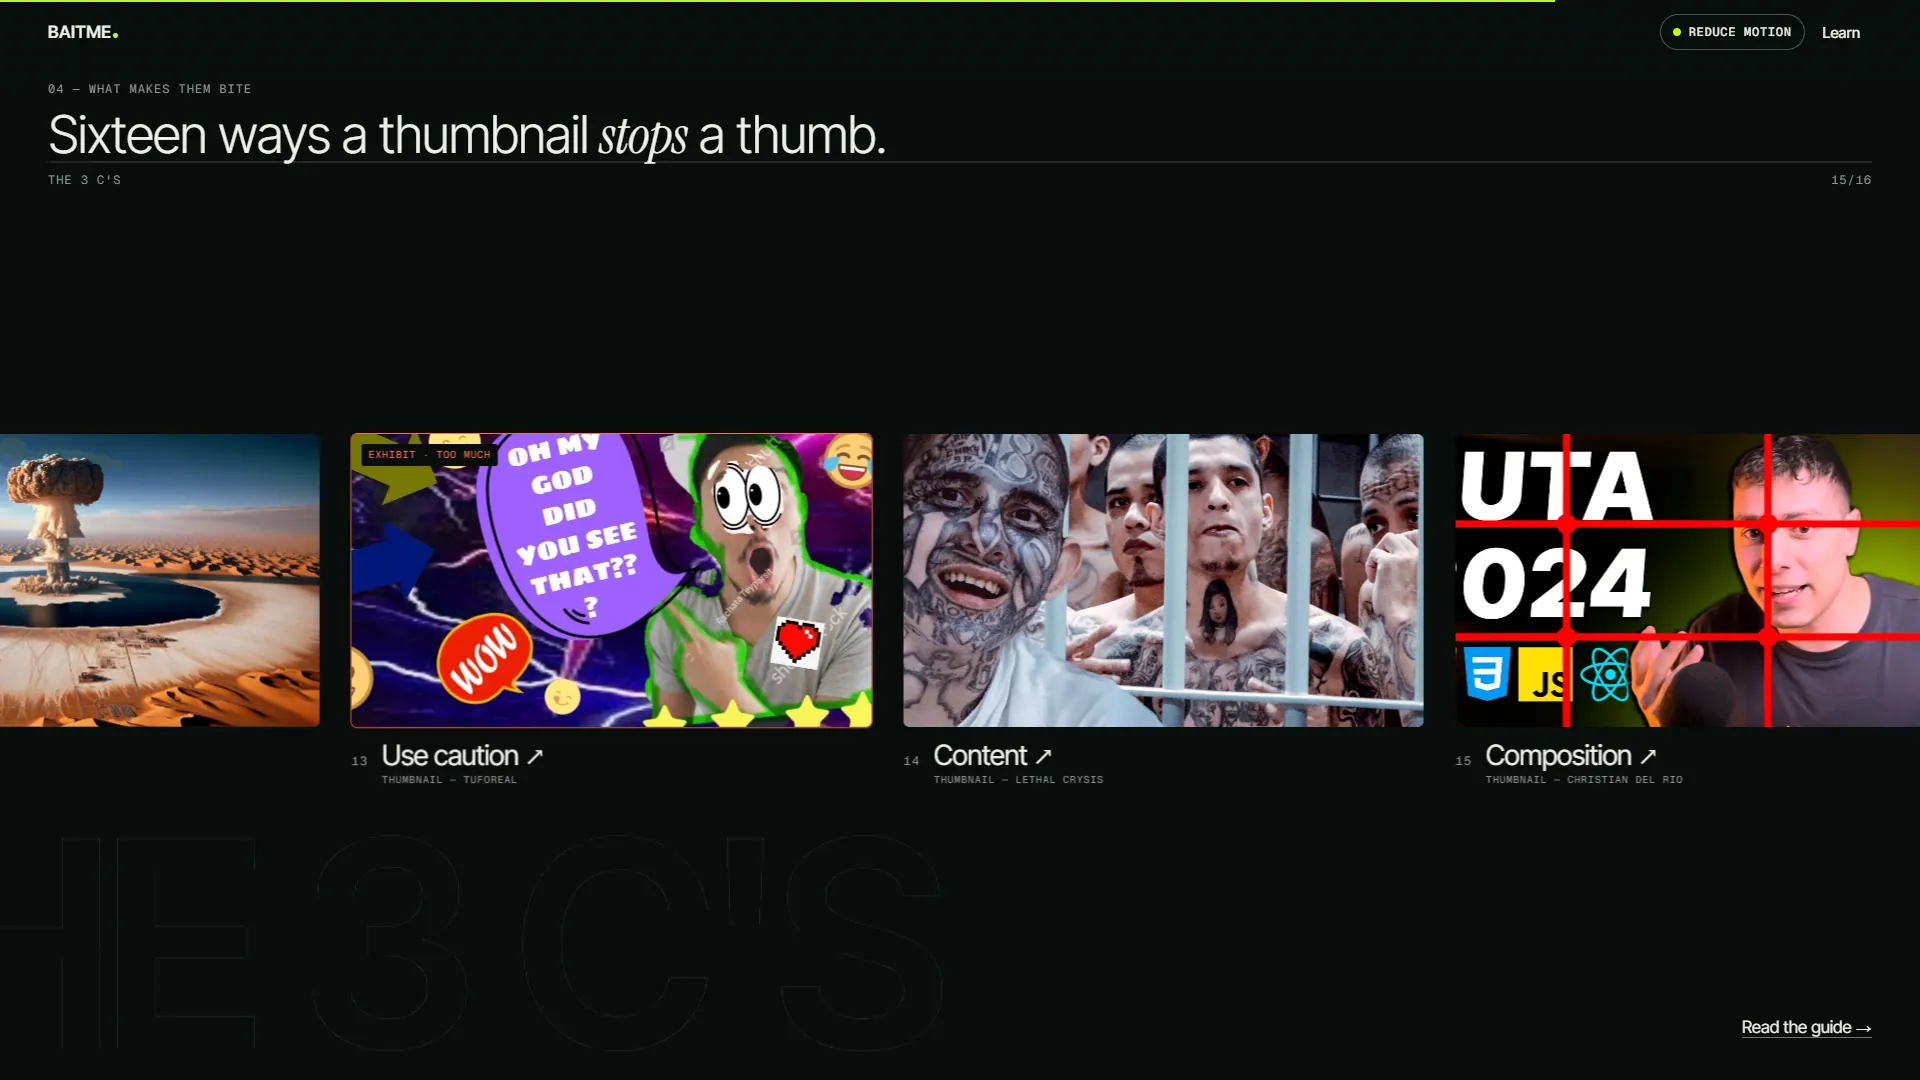 BAITME.
REDUCE MOTION
Learn
04 — WHAT MAKES THEM BITE
Sixteen ways a thumbnail stops a thumb.
THE 3 C'S
15/16
EXHIBIT · TOO MUCH
OH MY
GOD
DID
YOU SEE
THAT??
?
WOW
UTA
024
JS
13 Use caution ↗
THUMBNAIL — TUFOREAL
14 Content ↗
THUMBNAIL — LETHAL CRYSIS
15 Composition ↗
THUMBNAIL — CHRISTIAN DEL RIO
HE 3 C'S
Read the guide →